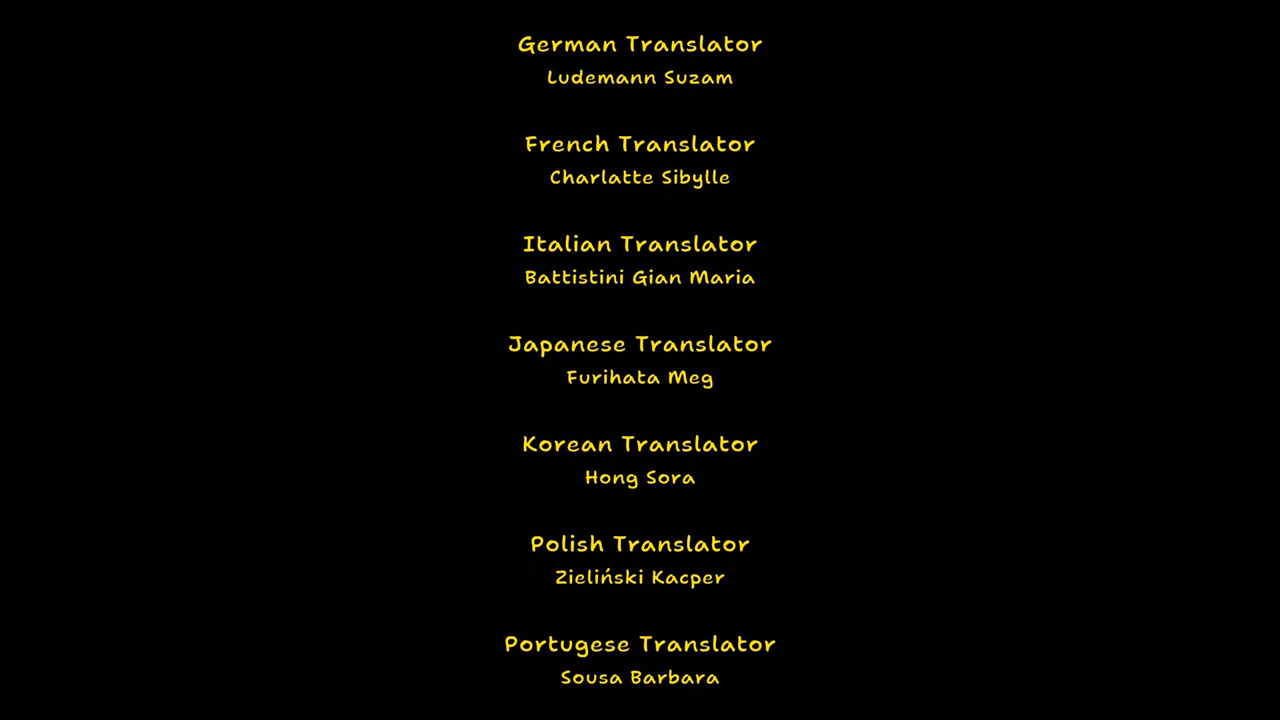 German Translator
Ludemann Suzam
French Translator
Charlatte Sibylle
Italian Translator
Battistini Gian Maria
Japanese Translator
Furihata Meg
Korean Translator
Hong Sora
Polish Translator
Zieliński Kacper
Portugese Translator
Sousa Barbara